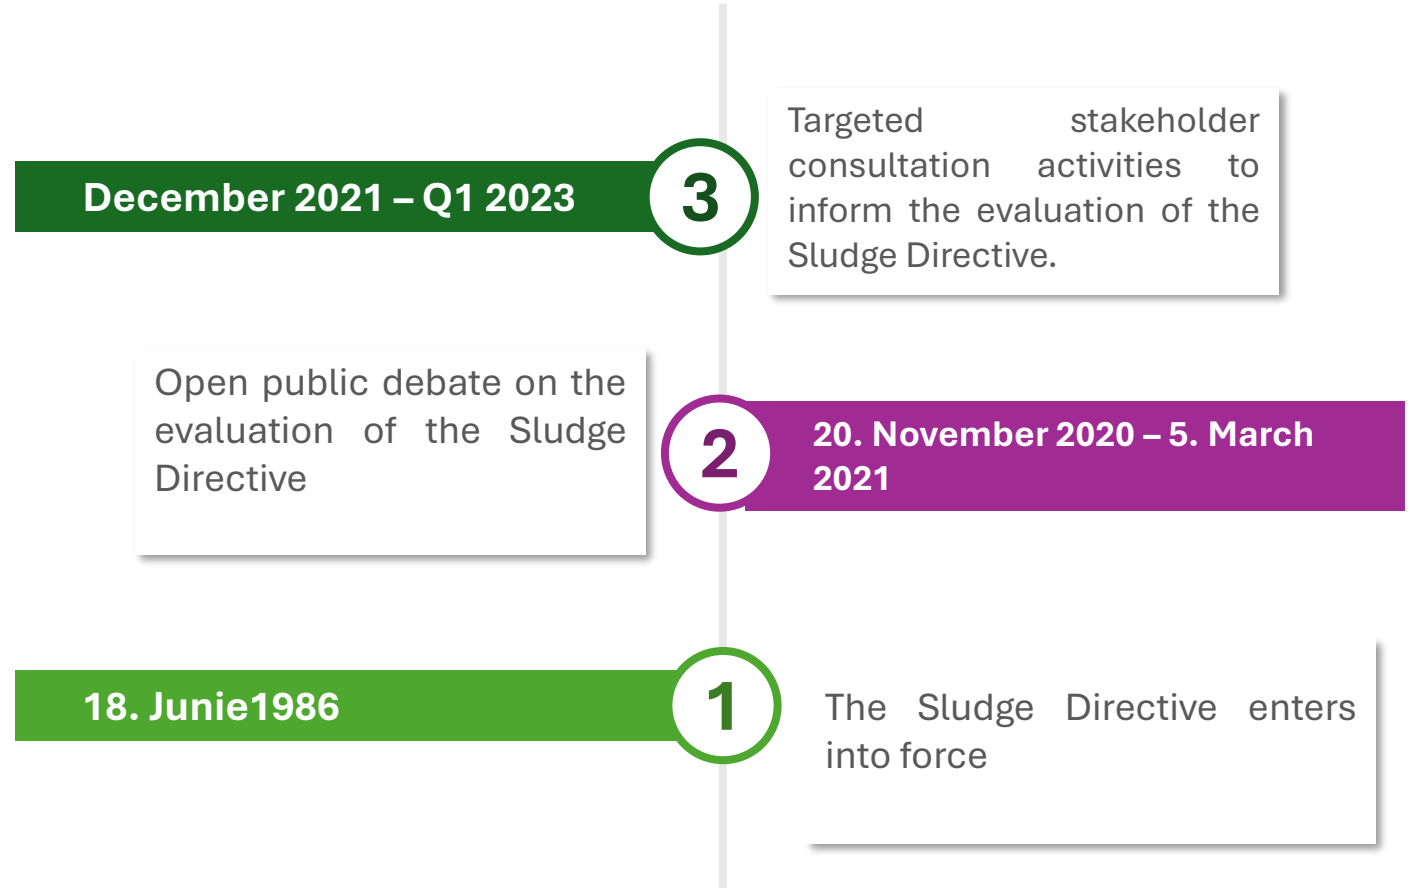 December 2021 – Q1 2023
3
Targeted stakeholder
consultation activities to
inform the evaluation of the
Sludge Directive.
Open public debate on the
evaluation of the Sludge
Directive
2
20. November 2020 – 5. March
2021
18. Junie1986
1
The Sludge Directive enters
into force